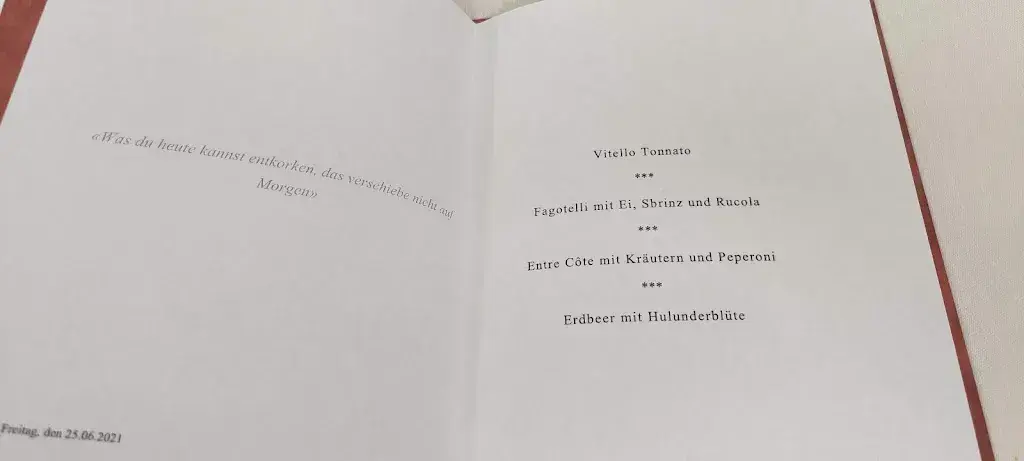 «Was du heute kannst entkorken, das verschiebe nicht auf
Morgen»
Freitag, den 25.06.2021
Vitello Tonnato
***
Fagotelli mit Ei, Sbrinz und Rucola
***
Entre Côte mit Kräutern und Peperoni
***
Erdbeer mit Hulunderblüte